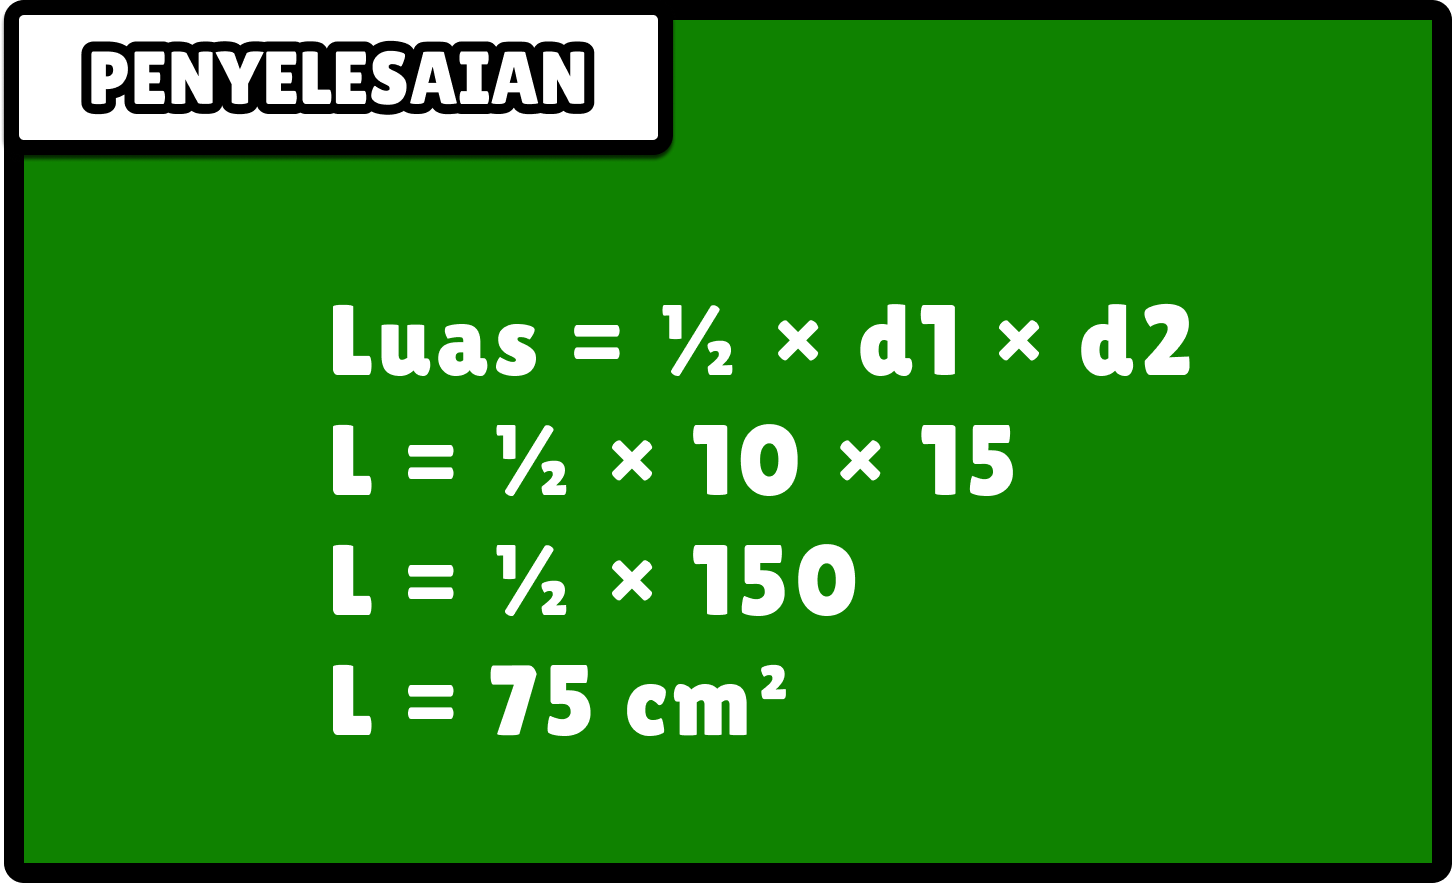 PENYELESAIAN
Luas = ½ × d1 × d2
L = ½ × 10 × 15
L = ½ × 150
L = 75 cm²